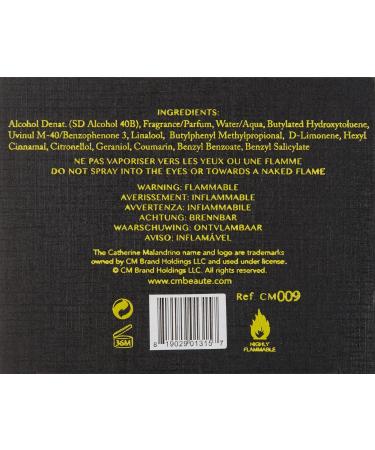 INGREDIENTS:
Alcohol Denat. (SD Alcohol 40B), Fragrance/Parfum, Water/Aqua, Butylated Hydroxytoluene,
Uvinul M-40/Benzophenone 3, Linalool, Butylphenyl Methylpropional, D-Limonene, Hexyl
Cinnamal, Citronellol, Geraniol, Coumarin, Benzyl Benzoate, Benzyl Salicylate
NE PAS VAPORISER VERS LES YEUX OU UNE FLAMME
DO NOT SPRAY INTO THE EYES OR TOWARDS A NAKED FLAME
WARNING: FLAMMABLE
AVERISSEMENT: INFLAMMABLE
AVVERTENZA: INFIAMMABILE
ACHTUNG: BRENNBAR
WAARSCHUWING: ONTVLAMBAAR
AVISO: INFLAMÁVEL
The Catherine Malandrino name and logo are trademarks
owned by CM Brand Holdings LLC and used under license.
© CM Brand Holdings LLC. All rights reserved.
www.cmbeaute.com
Ref. CM009
36M
8 19029 01315 7
HIGHLY
FLAMMABLE